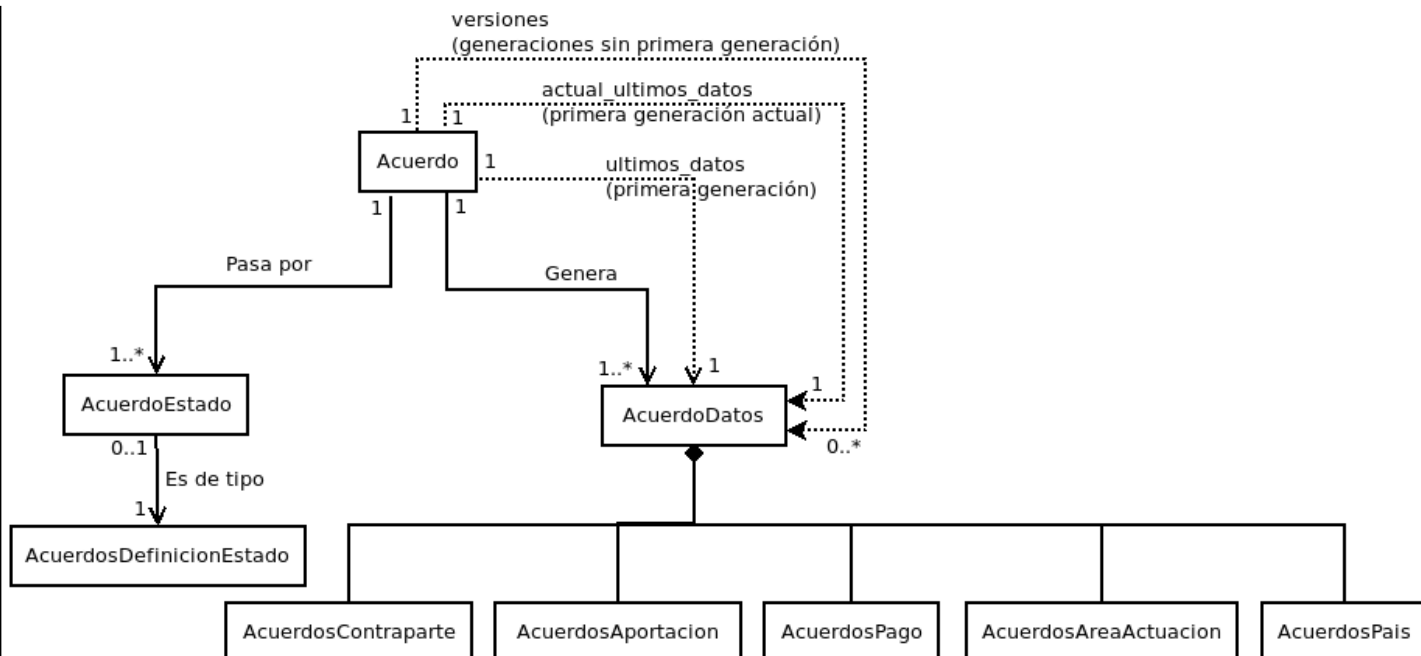 versiones
(generaciones sin primera generación)
actual_ultimos_datos
(primera generación actual)
1
1
Acuerdo
1
ultimos_datos
(primera generación)
1
1
Pasa por
Genera
1..*
1..*
1
1
AcuerdoEstado
AcuerdoDatos
0..1
0..*
Es de tipo
1
AcuerdosDefinicionEstado
AcuerdosContraparte
AcuerdosAportacion
AcuerdosPago
AcuerdosAreaActuacion
AcuerdosPais